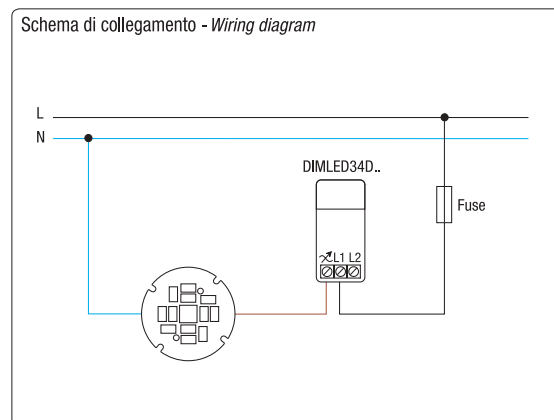 Schema di collegamento - Wiring diagram
L
N
DIMLED34D..
Fuse
L1 L2